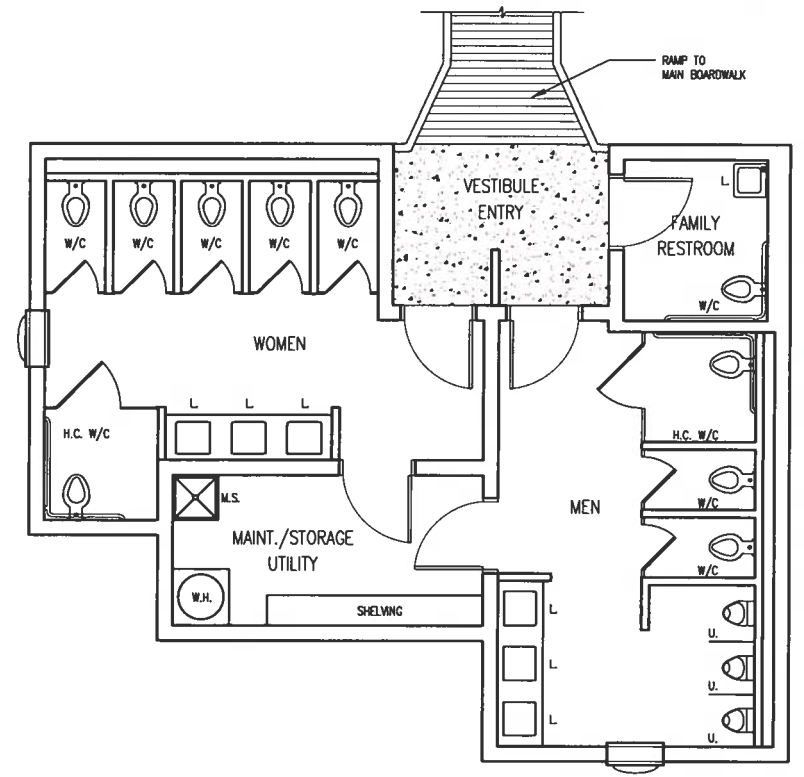 RAMP TO
MAIN BOARDWALK
VESTIBULE
ENTRY
L
FAMILY
RESTROOM
W/C
W/C
W/C
W/C
W/C
W/C
WOMEN
L L L
H.C. W/C
H.C. W/C
M.S.
W/C
MAINT./STORAGE
UTILITY
MEN
W/C
W.H.
SHELVING
L
U.
L
U.
L
U.